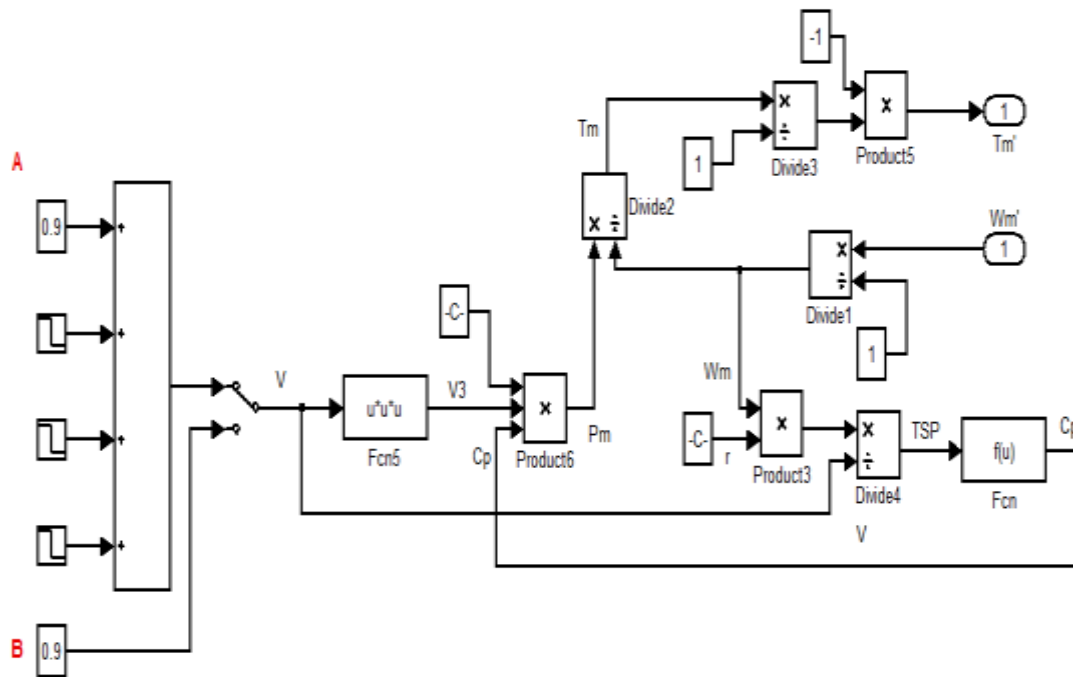 -1
1
Tm'
Tm
1
Divide3
Product5
A
Divide2
Wm'
1
0.9
+
×
÷
Divide1
-C-
1
+
V
Wm
u*u*u
V3
-C-
r
TSP
f(u)
Cp
Fcn5
Cp
Product6
Pm
Product3
Divide4
Fcn
+
V
+
B
0.9